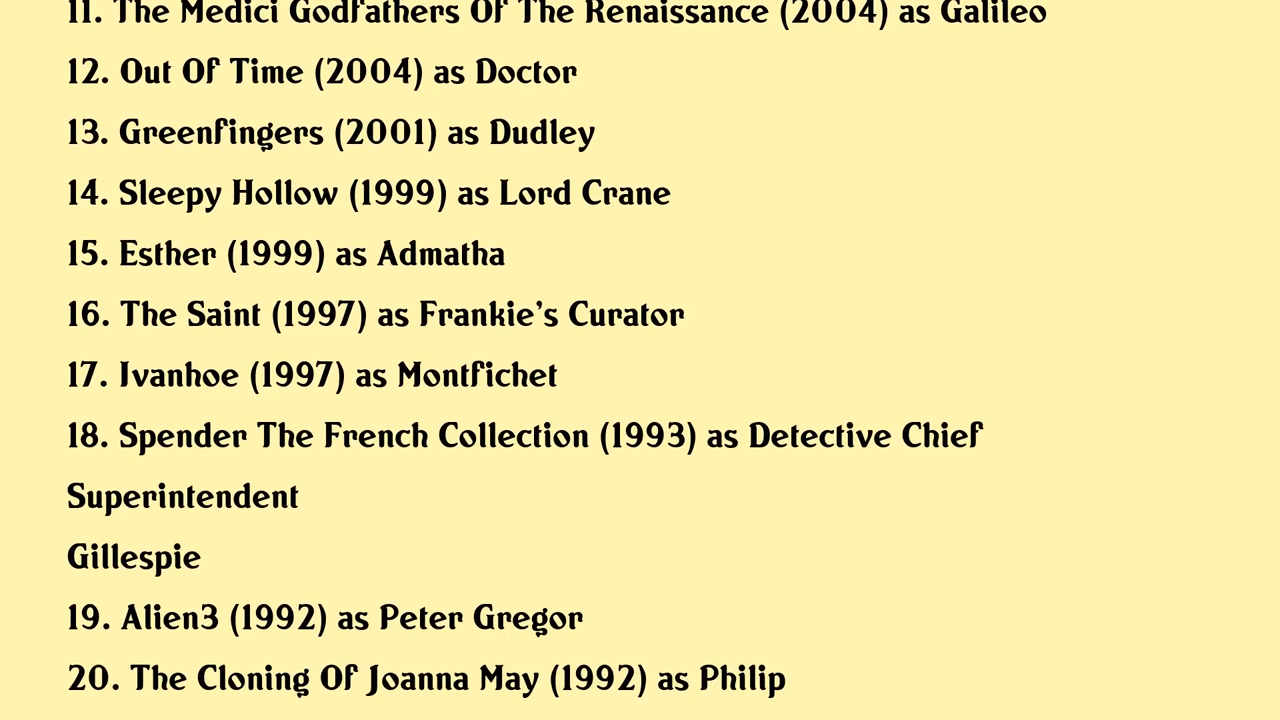 11. The Medici Godfathers Of The Renaissance (2004) as Galileo
12. Out Of Time (2004) as Doctor
13. Greenfingers (2001) as Dudley
14. Sleepy Hollow (1999) as Lord Crane
15. Esther (1999) as Admatha
16. The Saint (1997) as Frankie's Curator
17. Ivanhoe (1997) as Montfichet
18. Spender The French Collection (1993) as Detective Chief
Superintendent
Gillespie
19. Alien3 (1992) as Peter Gregor
20. The Cloning Of Joanna May (1992) as Philip